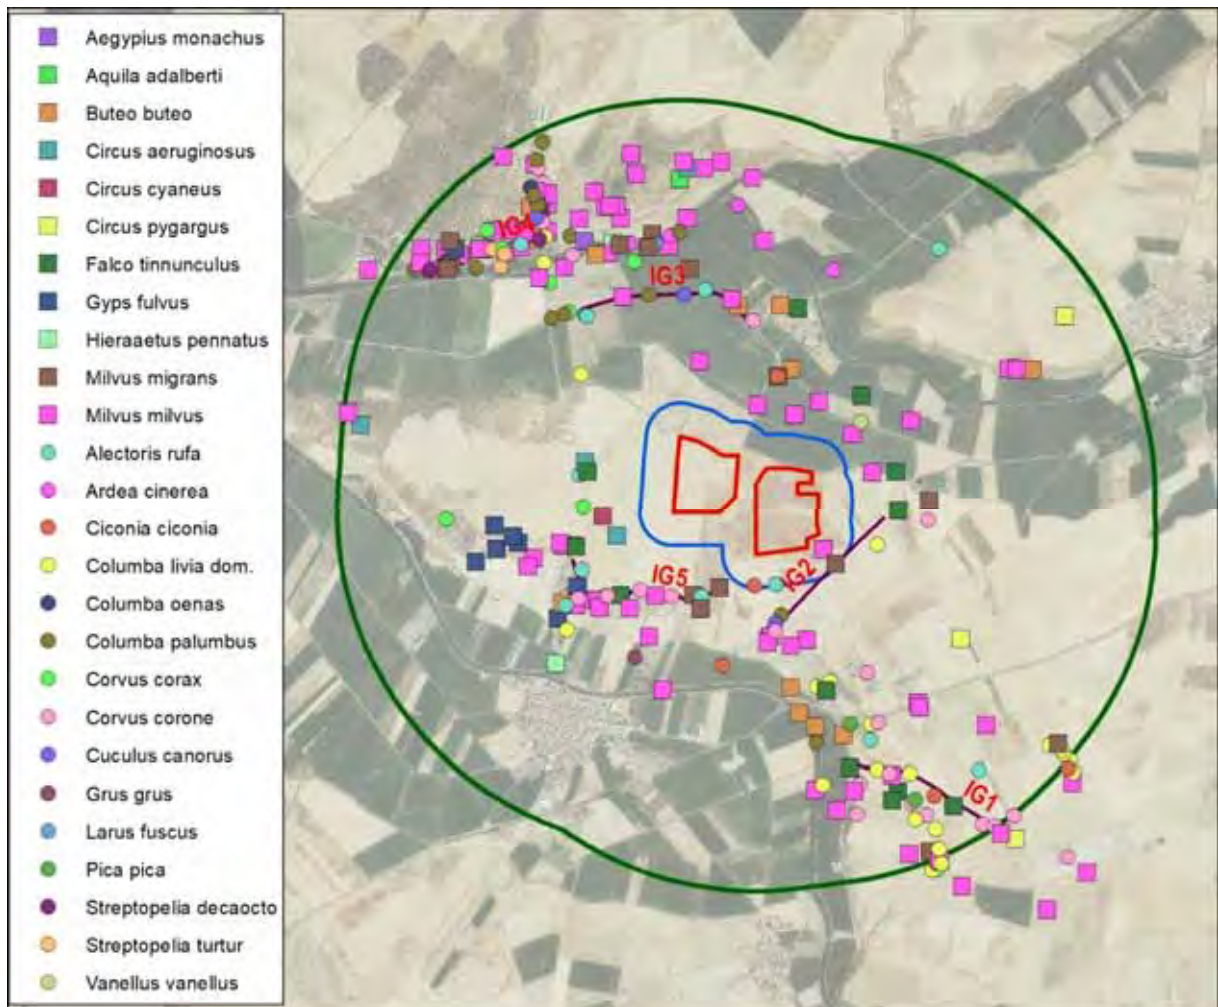 Aegypius monachus
Aquila adalberti
Buteo buteo
Circus aeruginosus
Circus cyaneus
Circus pygargus
Falco tinnunculus
Gyps fulvus
Hieraaetus pennatus
Milvus migrans
Milvus milvus
Alectoris rufa
Ardea cinerea
Ciconia ciconia
Columba livia dom.
Columba oenas
Columba palumbus
Corvus corax
Corvus corone
Cuculus canorus
Grus grus
Larus fuscus
Pica pica
Streptopelia decaocto
Streptopelia turtur
Vanellus vanellus
IG4
IG3
IG5
IG2
IG1